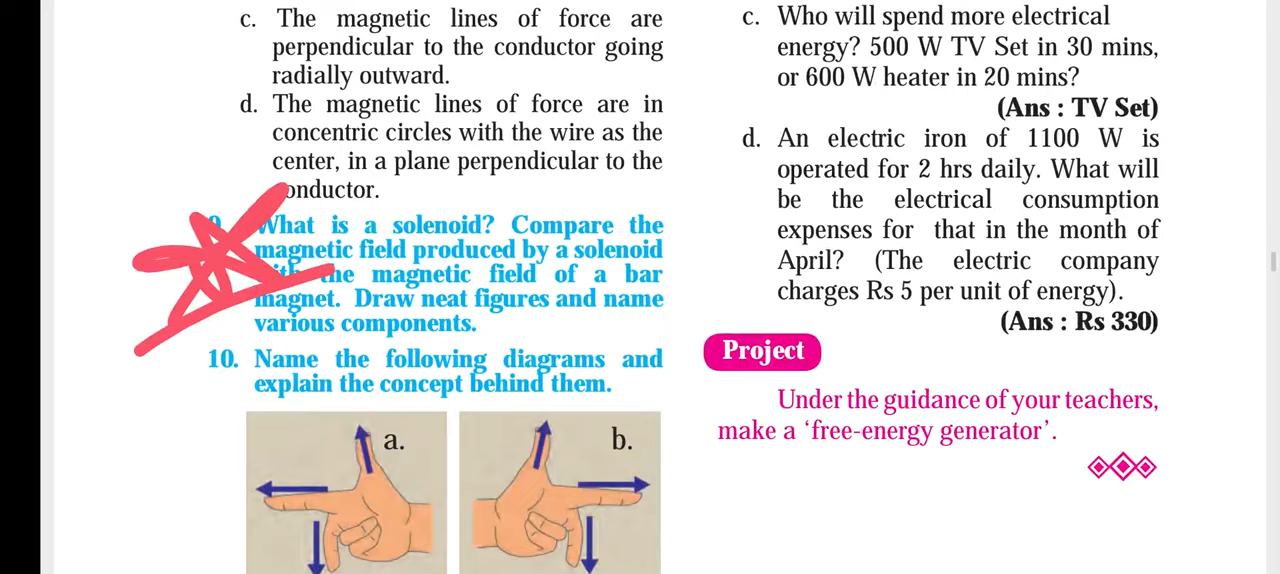 c. The magnetic lines of force are
perpendicular to the conductor going
radially outward.
d. The magnetic lines of force are in
concentric circles with the wire as the
center, in a plane perpendicular to the
onductor.
9. What is a solenoid? Compare the
magnetic field produced by a solenoid
with the magnetic field of a bar
magnet. Draw neat figures and name
various components.
10. Name the following diagrams and
explain the concept behind them.
a.
b.
c. Who will spend more electrical
energy? 500 W TV Set in 30 mins,
or 600 W heater in 20 mins?
(Ans : TV Set)
d. An electric iron of 1100 W is
operated for 2 hrs daily. What will
be the electrical consumption
expenses for that in the month of
April? (The electric company
charges Rs 5 per unit of energy).
(Ans : Rs 330)
Project
Under the guidance of your teachers,
make a ‘free-energy generator’.